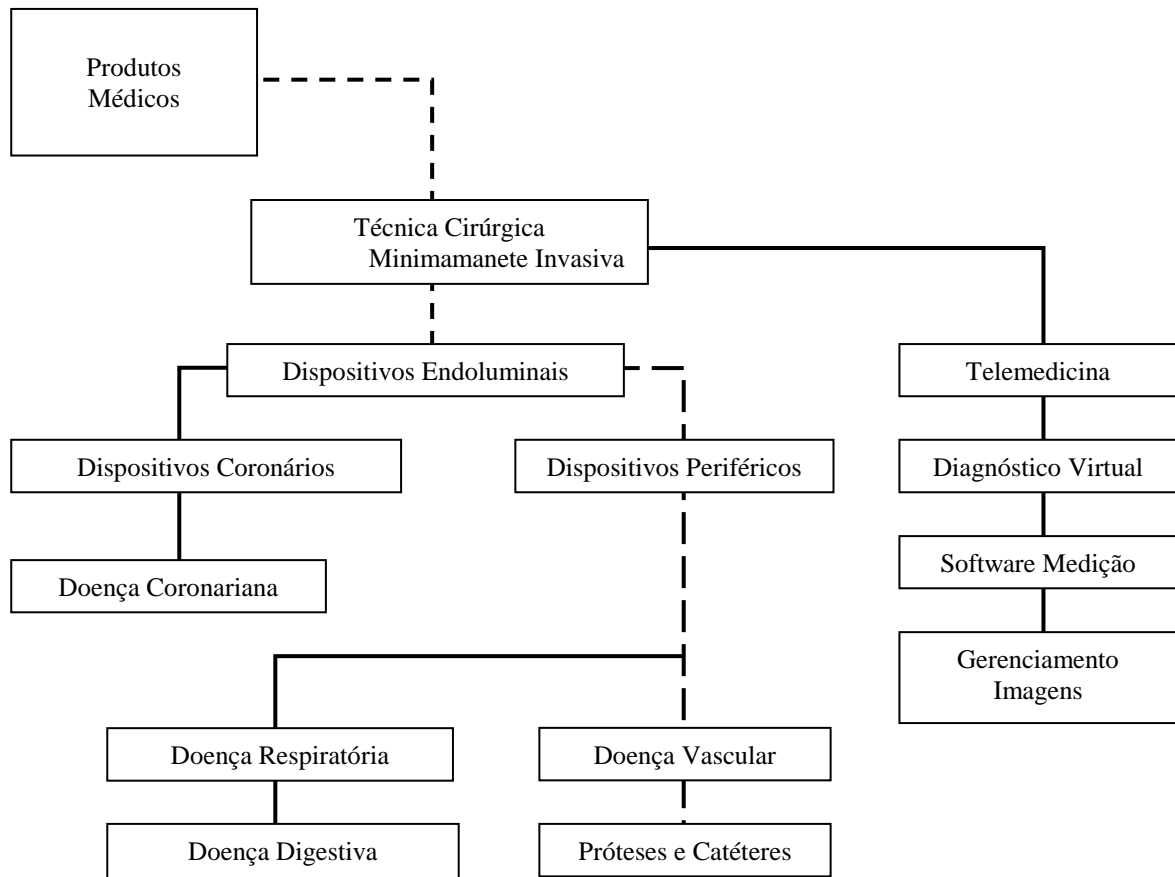 Produtos
Médicos
Técnica Cirúrgica
Minimamanete Invasiva
Dispositivos Endoluminais
Telemedicina
Dispositivos Coronários
Dispositivos Periféricos
Diagnóstico Virtual
Doença Coronariana
Software Medição
Gerenciamento
Imagens
Doença Respiratória
Doença Vascular
Doença Digestiva
Próteses e Catéteres